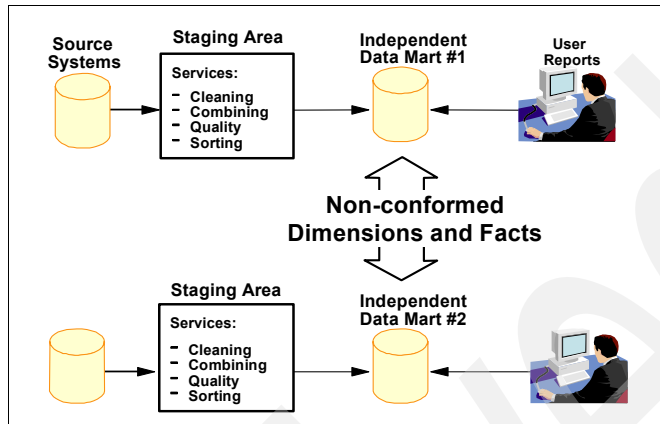 Source
Systems
Staging Area
Independent
Data Mart #1
User
Reports
Services:
- Cleaning
- Combining
- Quality
- Sorting
Non-conformed
Dimensions and Facts
Staging Area
Independent
Data Mart #2
Services:
- Cleaning
- Combining
- Quality
- Sorting